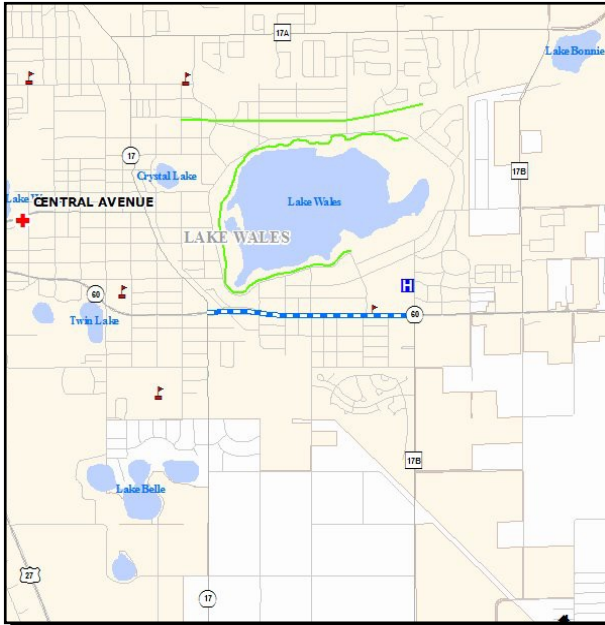 17A
Lake Bonnie
17
17B
Crystal Lake
Lake W
CENTRAL AVENUE
Lake Wales
LAKE WALES
H
60
60
Twin Lake
17B
Lake Belle
27
17